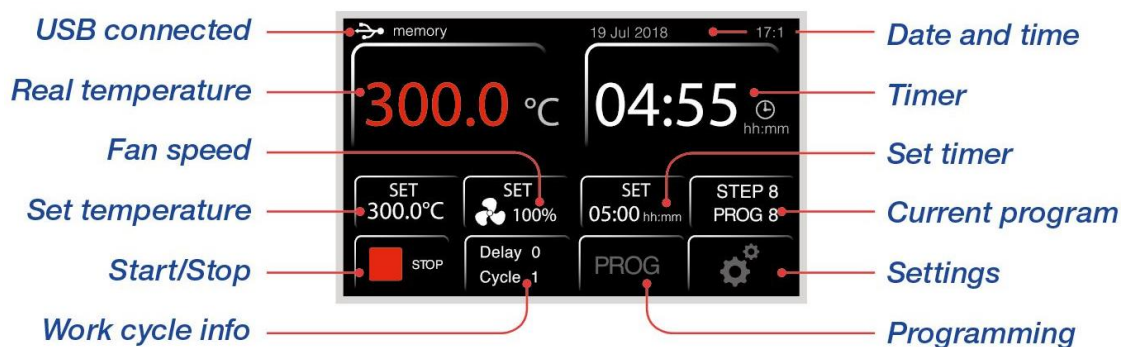 USB connected
Real temperature
Fan speed
Set temperature
Start/Stop
Work cycle info
memory
19 Jul 2018
17:1
300.0 °C
04:55
hh:mm
SET
300.0°C
SET
100%
SET
05:00 hh:mm
STEP 8
PROG 8
STOP
Delay 0
Cycle 1
PROG
Date and time
Timer
Set timer
Current program
Settings
Programming